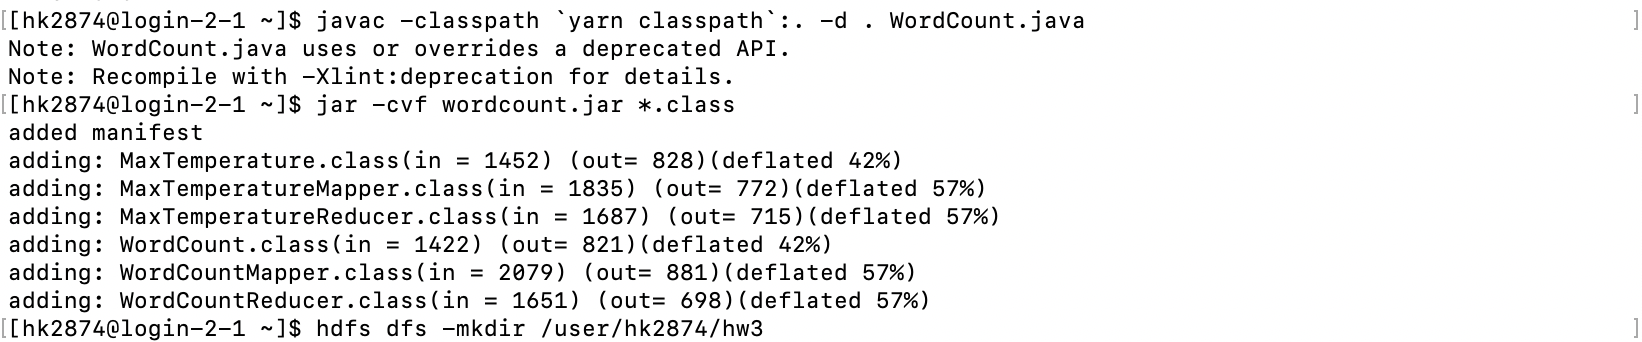 [[hk2874@login-2-1 ~]$ javac -classpath `yarn classpath`:. -d . WordCount.java ]
Note: WordCount.java uses or overrides a deprecated API.
Note: Recompile with -Xlint:deprecation for details.
[[hk2874@login-2-1 ~]$ jar -cvf wordcount.jar *.class ]
added manifest
adding: MaxTemperature.class(in = 1452) (out= 828)(deflated 42%)
adding: MaxTemperatureMapper.class(in = 1835) (out= 772)(deflated 57%)
adding: MaxTemperatureReducer.class(in = 1687) (out= 715)(deflated 57%)
adding: WordCount.class(in = 1422) (out= 821)(deflated 42%)
adding: WordCountMapper.class(in = 2079) (out= 881)(deflated 57%)
adding: WordCountReducer.class(in = 1651) (out= 698)(deflated 57%)
[[hk2874@login-2-1 ~]$ hdfs dfs -mkdir /user/hk2874/hw3 ]